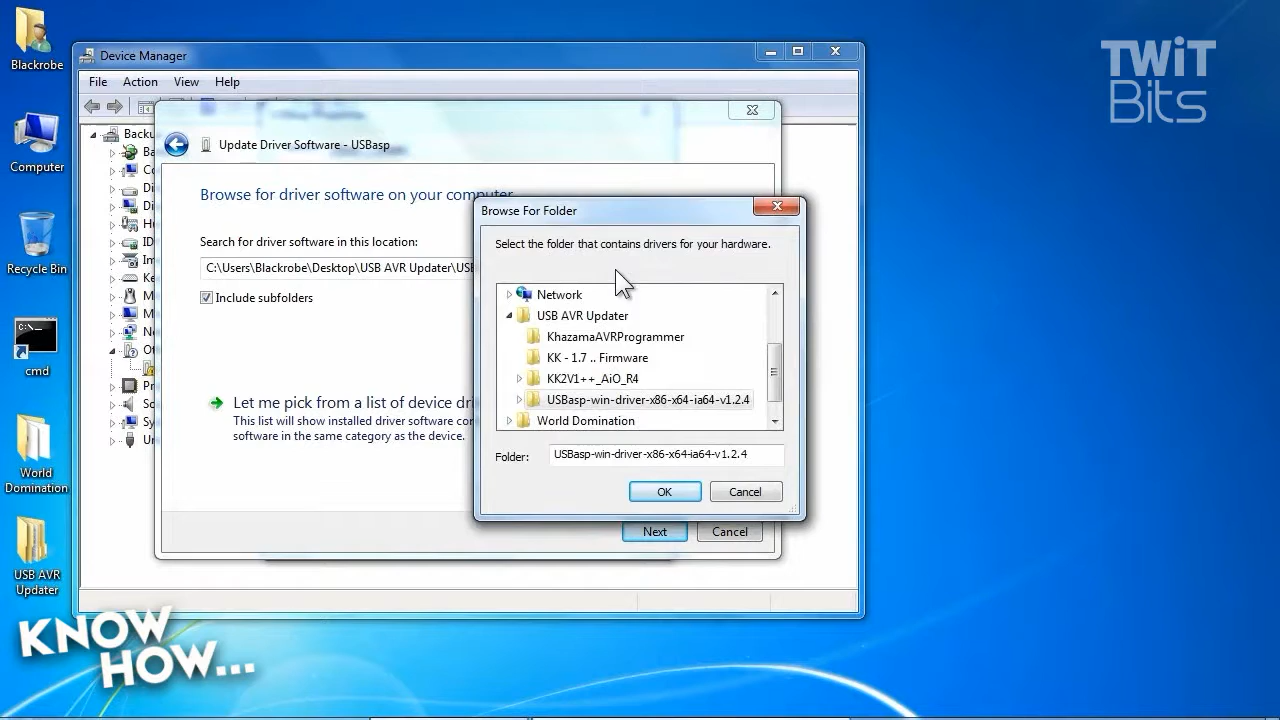 Blackrobe
Computer
Recycle Bin
cmd
World
Domination
USB AVR
Updater
Device Manager
File Action View Help
Update Driver Software - USBasp
Browse for driver software on your computer
Search for driver software in this location:
C:\Users\Blackrobe\Desktop\USB AVR Updater\USB
Include subfolders
Let me pick from a list of device dr
This list will show installed driver software con
software in the same category as the device.
Next Cancel
Browse For Folder
Select the folder that contains drivers for your hardware.
Network
USB AVR Updater
KhazamaAVRProgrammer
KK - 1.7 .. Firmware
KK2V1++_AiO_R4
USBasp-win-driver-x86-x64-ia64-v1.2.4
World Domination
Folder: USBasp-win-driver-x86-x64-ia64-v1.2.4
OK Cancel
TWiT
Bits
KNOW
HOW...